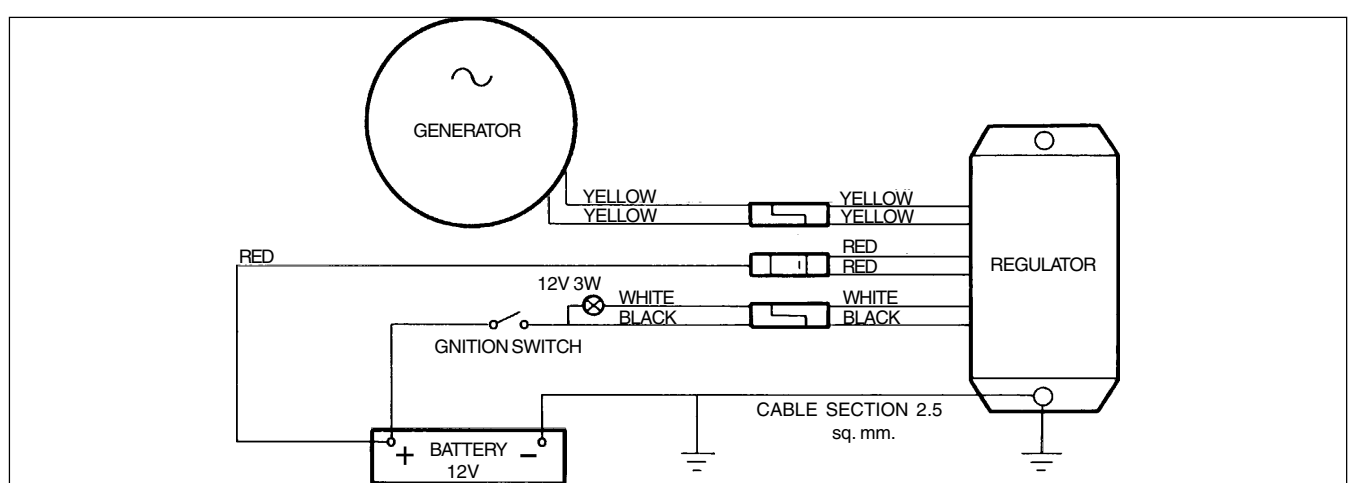 GENERATOR
YELLOW YELLOW
YELLOW YELLOW
RED
RED
RED
REGULATOR
12V 3W
WHITE WHITE
BLACK BLACK
GNITION SWITCH
CABLE SECTION 2.5
sq. mm.
+ BATTERY −
12V